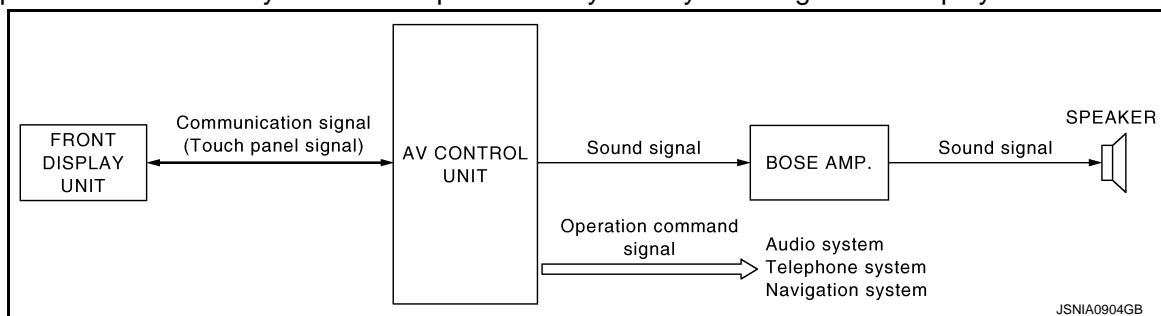 Communication signal
(Touch panel signal)
FRONT
DISPLAY
UNIT
AV CONTROL
UNIT
Sound signal
BOSE AMP.
Sound signal
SPEAKER
Operation command
signal
Audio system
Telephone system
Navigation system
JSNIA0904GB